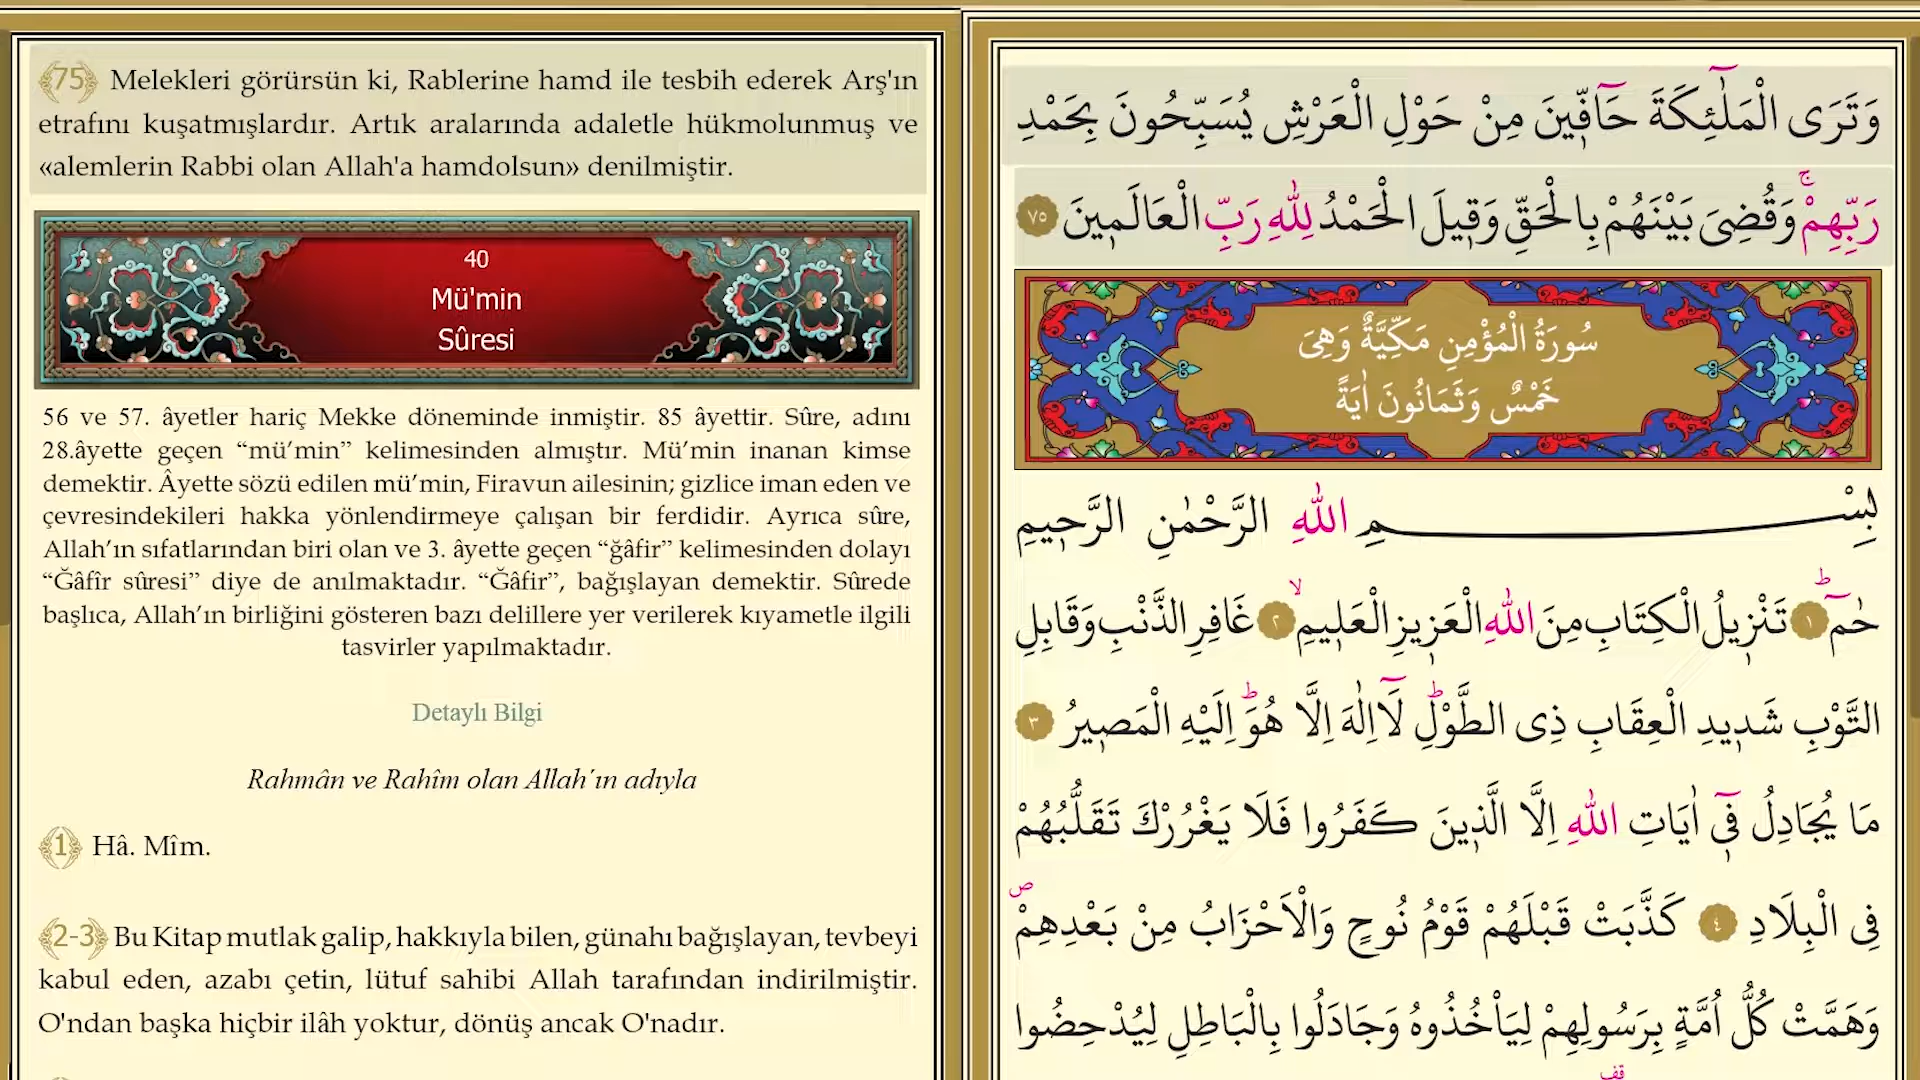 75 Melekleri görürsün ki, Rablerine hamd ile tesbih ederek Arş'ın
etrafını kuşatmışlardır. Artık aralarında adaletle hükmolunmuş ve
«alemlerin Rabbi olan Allah'a hamdolsun» denilmiştir.
40
Mü'min
Sûresi
56 ve 57. âyetler hariç Mekke döneminde inmiştir. 85 âyettir. Sûre, adını
28.âyette geçen “mü’min” kelimesinden almıştır. Mü’min inanan kimse
demektir. Âyette sözü edilen mü’min, Firavun ailesinin; gizlice iman eden ve
çevresindekileri hakka yönlendirmeye çalışan bir ferdidir. Ayrıca sûre,
Allah’ın sıfatlarından biri olan ve 3. âyette geçen “ğâfir” kelimesinden dolayı
“Ğâfîr sûresi” diye de anılmaktadır. “Ğâfir”, bağışlayan demektir. Sûrede
başlıca, Allah’ın birliğini gösteren bazı delillere yer verilerek kıyametle ilgili
tasvirler yapılmaktadır.
Detaylı Bilgi
Rahmân ve Rahîm olan Allah´ın adıyla
1 Hâ. Mîm.
2-3 Bu Kitap mutlak galip, hakkıyla bilen, günahı bağışlayan, tevbeyi
kabul eden, azabı çetin, lütuf sahibi Allah tarafından indirilmiştir.
O'ndan başka hiçbir ilâh yoktur, dönüş ancak O'nadır.
وَتَرَى الْمَلٰٓئِكَةَ حَٓافّ۪ينَ مِنْ حَوْلِ الْعَرْشِ يُسَبِّحُونَ بِحَمْدِ
رَبِّهِمْۚ وَقُضِىَ بَيْنَهُمْ بِالْحَقِّ وَق۪يلَ الْحَمْدُ لِلّٰهِ رَبِّ الْعَالَم۪ينَ ٧٥
سُورَةُ الْمُؤْمِنِ مَكِّيَّةٌ وَهِىَ
خَمْسٌ وَثَمَانُونَ اٰيَةً
بِسْمِ اللّٰهِ الرَّحْمٰنِ الرَّح۪يمِ
حٰمٓۜ ١ تَنْز۪يلُ الْكِتَابِ مِنَ اللّٰهِ الْعَز۪يزِ الْعَل۪يمِۙ ٢ غَافِرِ الذَّنْبِ وَقَابِلِ
التَّوْبِ شَد۪يدِ الْعِقَابِ ذِى الطَّوْلِۜ لَٓا اِلٰهَ اِلَّا هُوَۜ اِلَيْهِ الْمَص۪يرُ ٣
مَا يُجَادِلُ ف۪ٓى اٰيَاتِ اللّٰهِ اِلَّا الَّذ۪ينَ كَفَرُوا فَلَا يَغْرُرْكَ تَقَلُّبُهُمْ
فِى الْبِلَادِ ٤ كَذَّبَتْ قَبْلَهُمْ قَوْمُ نُوحٍ وَالْاَحْزَابُ مِنْ بَعْدِهِمْۖ
وَهَمَّتْ كُلُّ اُمَّةٍ بِرَسُولِهِمْ لِيَأْخُذُوهُ وَجَادَلُوا بِالْبَاطِلِ لِيُدْحِضُوا